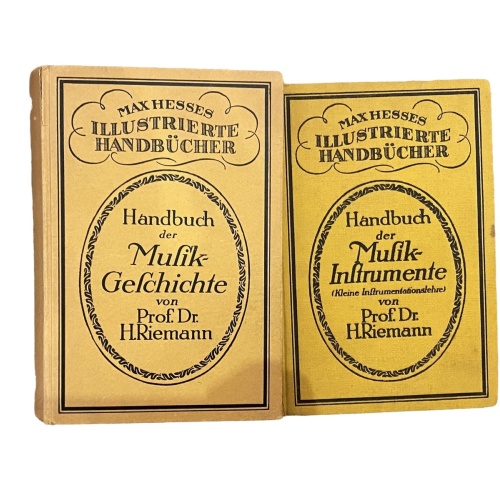 MAX HESSES
ILLUSTRIERTE
HANDBÜCHER
Handbuch
der
Muſik-
Geſchichte
von
Prof. Dr.
H. Riemann
MAX HESSES
ILLUSTRIERTE
HANDBÜCHER
Handbuch
der
Muſik-
Inſtrumente
(Kleine Inſtrumentationslehre)
von
Prof. Dr.
H. Riemann